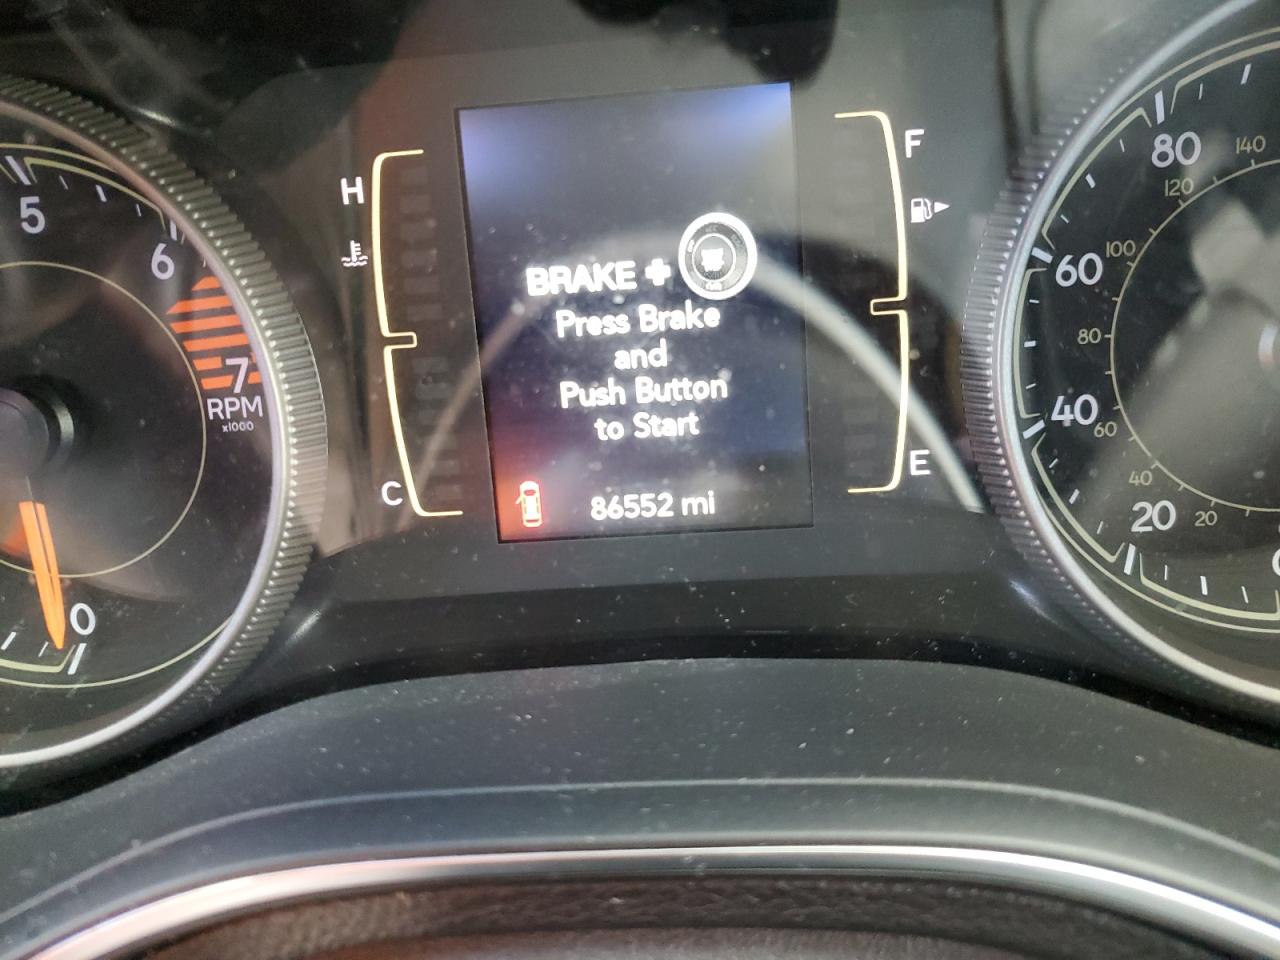 5
6
7
RPM
x1000
0
H
C
BRAKE +
Press Brake
and
Push Button
to Start
86552 mi
F
E
80
140
120
60
100
80
40
60
40
20
20